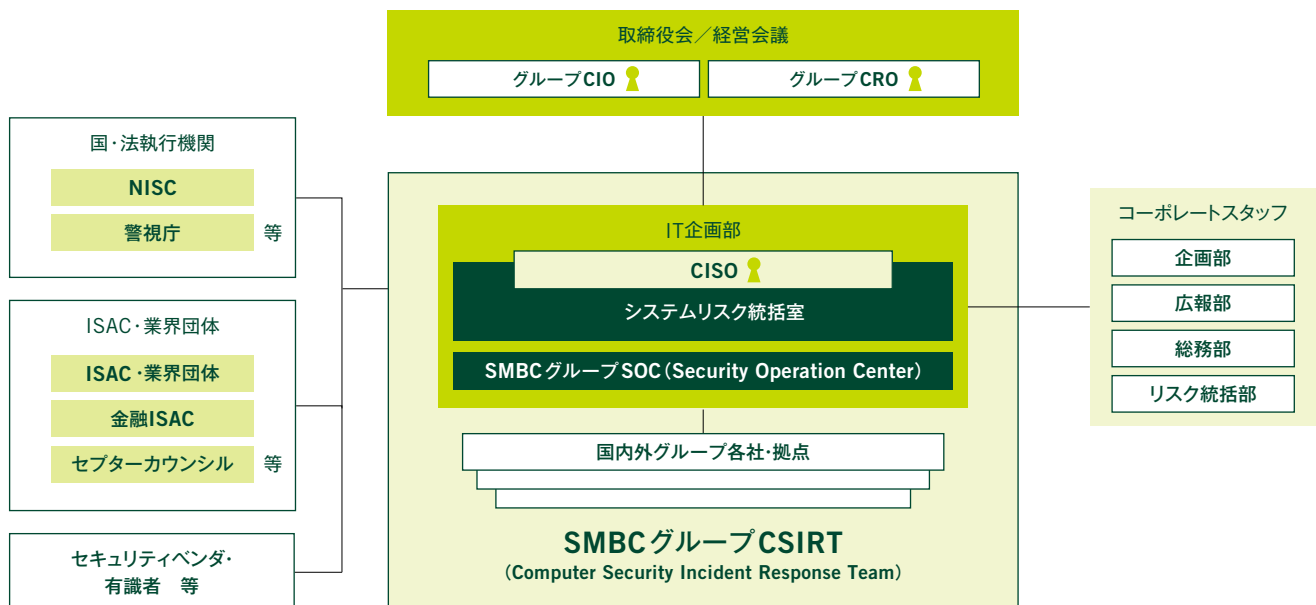 取締役会／経営会議
グループCIO
グループCRO
国・法執行機関
NISC
警視庁
等
ISAC・業界団体
ISAC・業界団体
金融ISAC
セプターカウンシル
等
セキュリティベンダ・
有識者 等
IT企画部
CISO
システムリスク統括室
SMBCグループSOC（Security Operation Center）
国内外グループ各社・拠点
SMBCグループCSIRT
（Computer Security Incident Response Team）
コーポレートスタッフ
企画部
広報部
総務部
リスク統括部